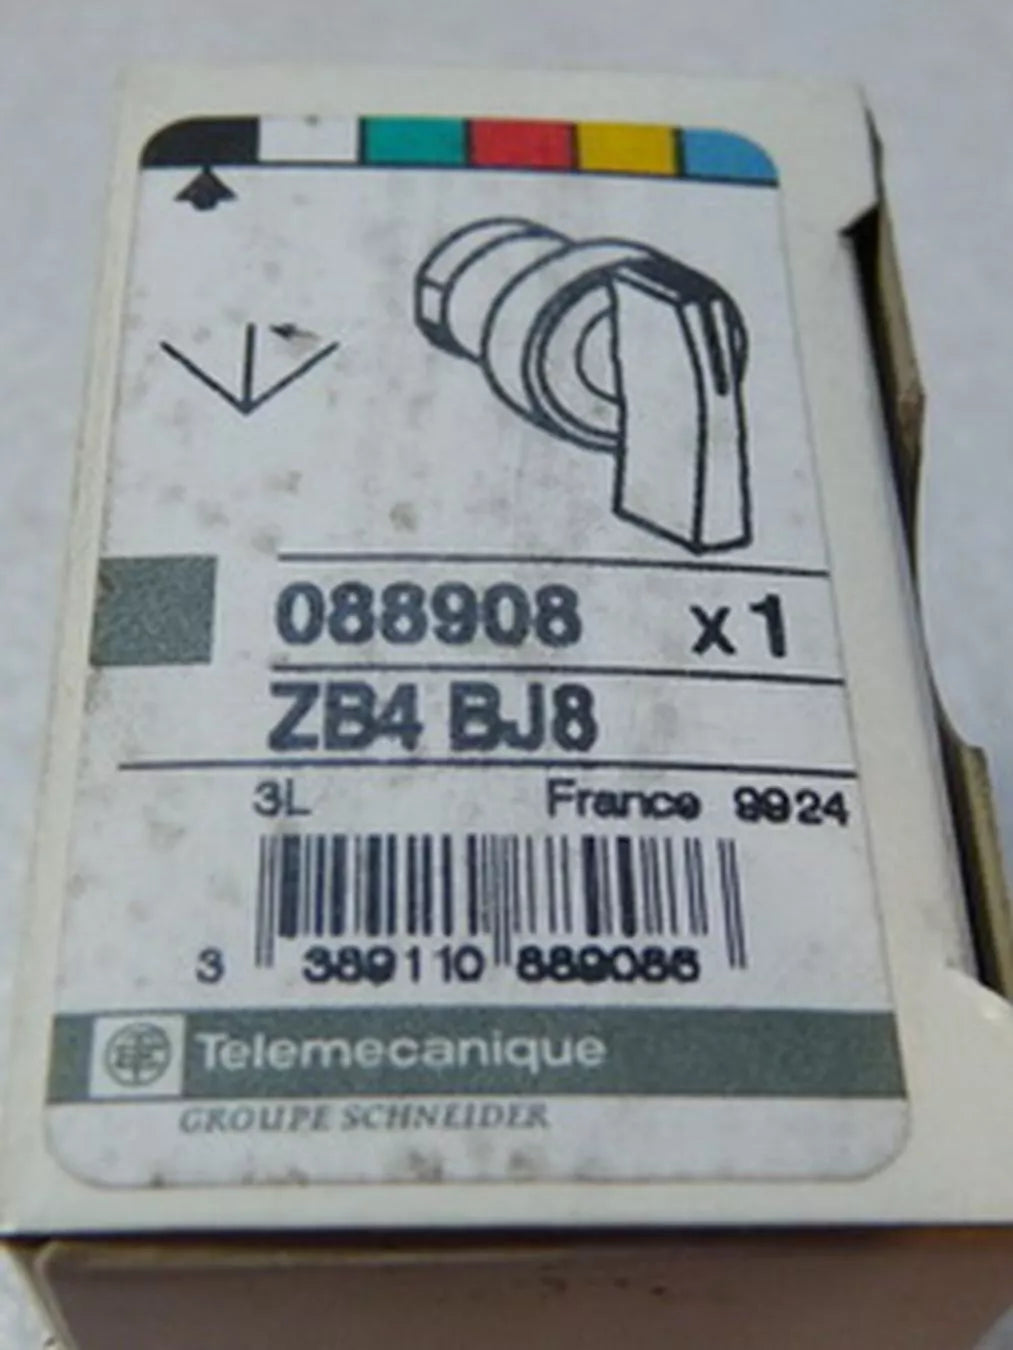 088908 x1
ZB4 BJ8
3L France 9924
3 389110 889086
Telemecanique
GROUPE SCHNEIDER